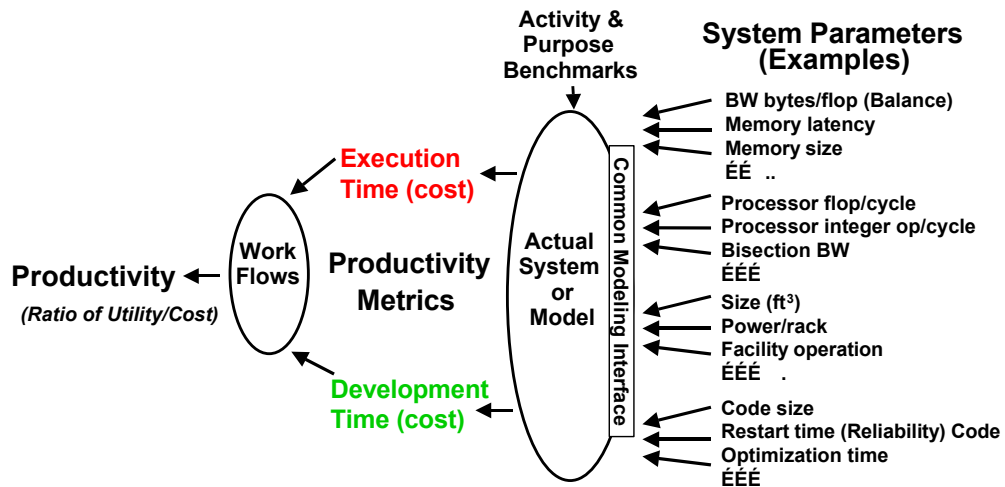 Activity &
Purpose
Benchmarks
System Parameters
(Examples)
BW bytes/flop (Balance)
Memory latency
Memory size
ÉÉ ..
Processor flop/cycle
Processor integer op/cycle
Bisection BW
ÉÉÉ
Size (ft³)
Power/rack
Facility operation
ÉÉÉ .
Code size
Restart time (Reliability) Code
Optimization time
ÉÉÉ
Common Modeling Interface
Actual
System
or
Model
Execution
Time (cost)
Productivity
Metrics
Development
Time (cost)
Work
Flows
Productivity
(Ratio of Utility/Cost)